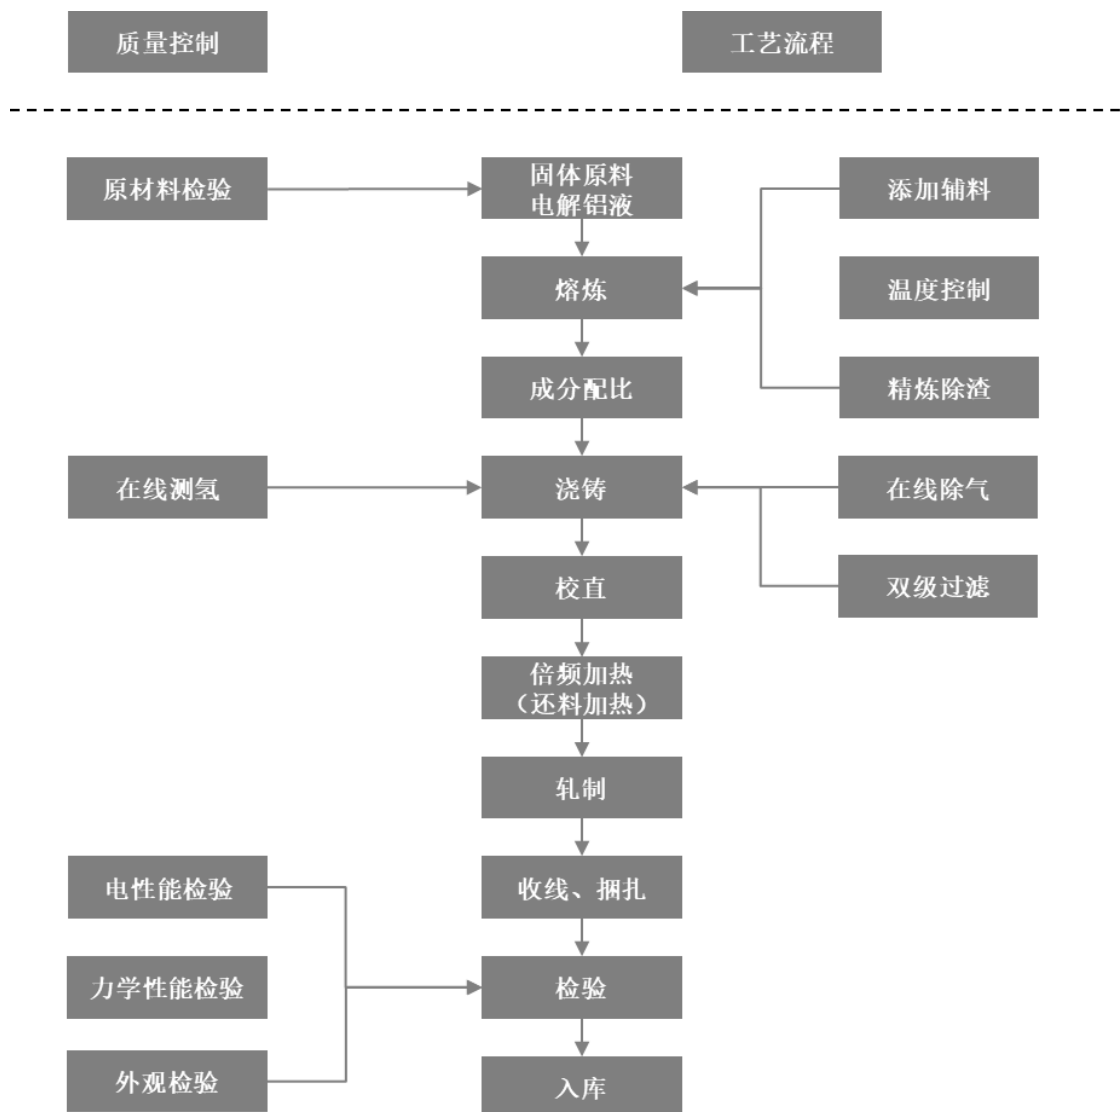 质量控制
工艺流程
原材料检验
固体原料
电解铝液
添加辅料
熔炼
温度控制
成分配比
精炼除渣
在线测氢
浇铸
在线除气
校直
双级过滤
倍频加热
（还料加热）
轧制
电性能检验
收线、捆扎
力学性能检验
检验
外观检验
入库